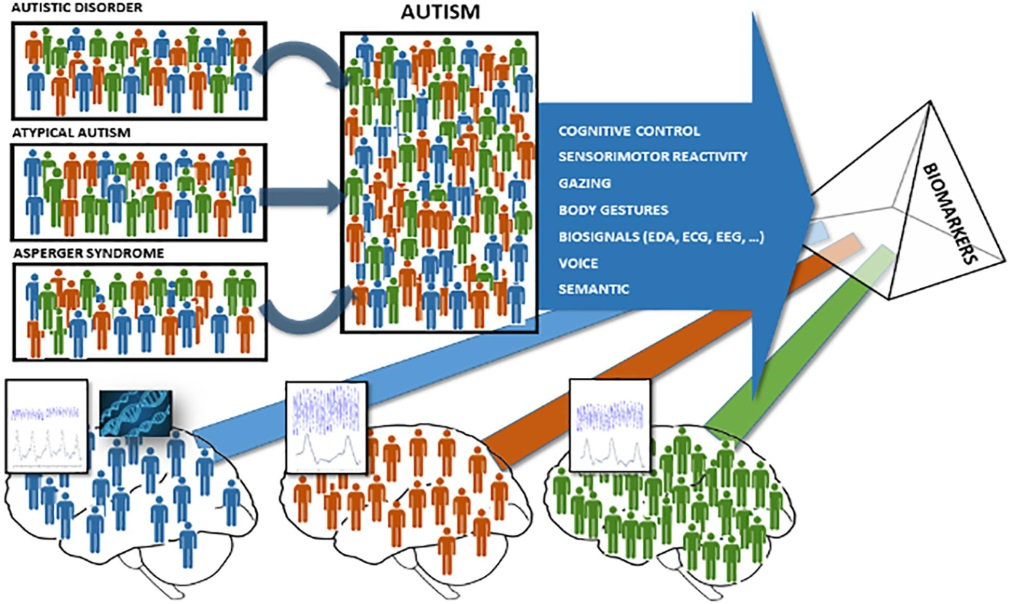 AUTISTIC DISORDER
AUTISM
ATYPICAL AUTISM
ASPERGER SYNDROME
COGNITIVE CONTROL
SENSORIMOTOR REACTIVITY
GAZING
BODY GESTURES
BIOSIGNALS (EDA, ECG, EEG, ...)
VOICE
SEMANTIC
BIOMARKERS